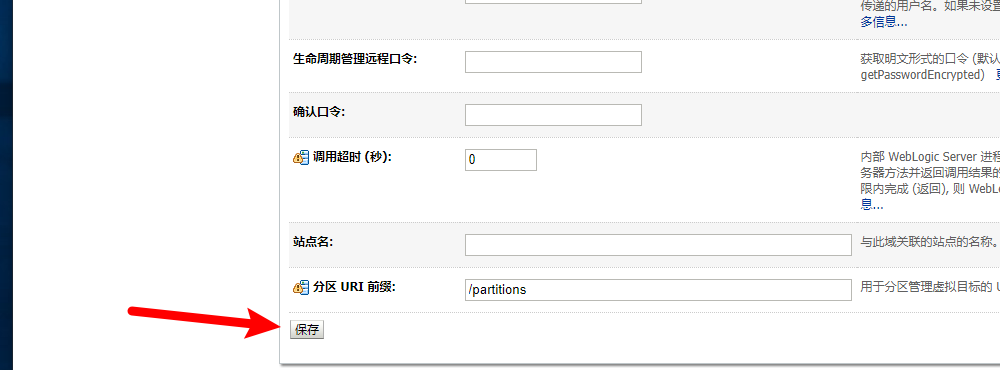 传递的用户名。如果未设置
多信息...
生命周期管理远程口令:
获取明文形式的口令 (默认
getPasswordEncrypted)
确认口令:
调用超时 (秒):
0
内部 WebLogic Server 进程
务器方法并返回调用结果的
限内完成 (返回), 则 WebL
息...
站点名:
与此域关联的站点的名称。
分区 URI 前缀:
/partitions
用于分区管理虚拟目标的 U
保存